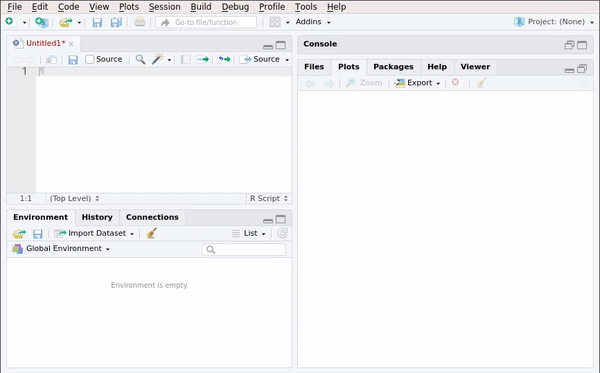 File Edit Code View Plots Session Build Debug Profile Tools Help
Go to file/function Addins Project: (None)
Untitled1*
Source Source
1
1:1 (Top Level) R Script
Environment History Connections
Import Dataset List
Global Environment
Environment is empty
Console
Files Plots Packages Help Viewer
Zoom Export